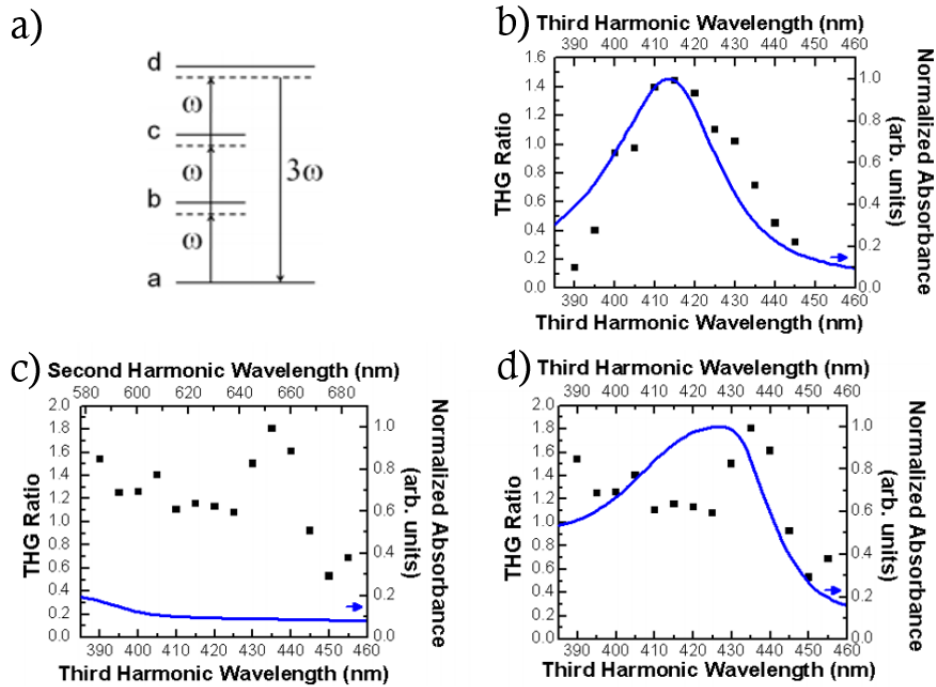 a)
d
ω
c
ω
3ω
b
ω
a
b)
Third Harmonic Wavelength (nm)
390 400 410 420 430 440 450 460
1.6
1.4
1.2
1.0
0.8
0.6
0.4
0.2
0.0
THG Ratio
1.0
0.8
0.6
0.4
0.2
0.0
Normalized Absorbance
(arb. units)
390 400 410 420 430 440 450 460
Third Harmonic Wavelength (nm)
c)
Second Harmonic Wavelength (nm)
580 600 620 640 660 680
2.0
1.8
1.6
1.4
1.2
1.0
0.8
0.6
0.4
0.2
0.0
THG Ratio
1.0
0.8
0.6
0.4
0.2
0.0
Normalized Absorbance
(arb. units)
390 400 410 420 430 440 450 460
Third Harmonic Wavelength (nm)
d)
Third Harmonic Wavelength (nm)
390 400 410 420 430 440 450 460
2.0
1.8
1.6
1.4
1.2
1.0
0.8
0.6
0.4
0.2
0.0
THG Ratio
1.0
0.8
0.6
0.4
0.2
0.0
Normalized Absorbance
(arb. units)
390 400 410 420 430 440 450 460
Third Harmonic Wavelength (nm)